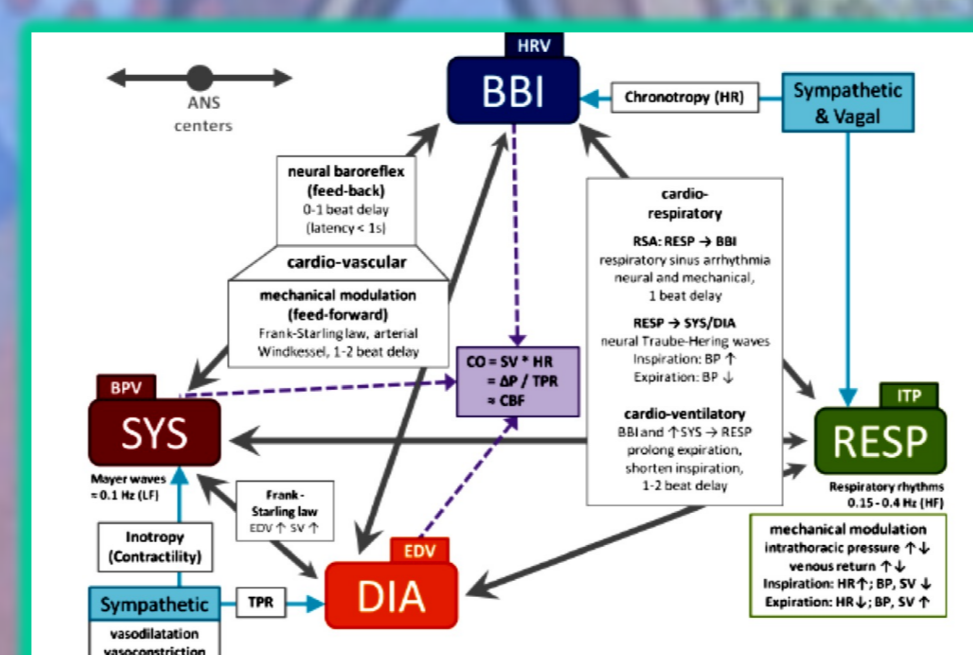 HRV
BBI
ANS
centers
Chronotropy (HR)
Sympathetic
& Vagal
neural baroreflex
(feed-back)
0-1 beat delay
(latency < 1s)
cardio-vascular
mechanical modulation
(feed-forward)
Frank-Starling law, arterial
Windkessel, 1-2 beat delay
cardio-
respiratory
RSA: RESP → BBI
respiratory sinus arrhythmia
neural and mechanical,
1 beat delay
RESP → SYS/DIA
neural Traube-Hering waves
Inspiration: BP ↑
Expiration: BP ↓
cardio-ventilatory
BBI and ↑SYS → RESP
prolong expiration,
shorten inspiration,
1-2 beat delay
CO = SV * HR
= ΔP / TPR
≈ CBF
BPV
SYS
Mayer waves
≈ 0.1 Hz (LF)
ITP
RESP
Respiratory rhythms
0.15 - 0.4 Hz (HF)
Frank -
Starling law
EDV ↑ SV ↑
Inotropy
(Contractility)
mechanical modulation
intrathoracic pressure ↑↓
venous return ↑↓
Inspiration: HR↑; BP, SV ↓
Expiration: HR↓; BP, SV ↑
EDV
DIA
Sympathetic
TPR
vasodilatation
vasoconstriction